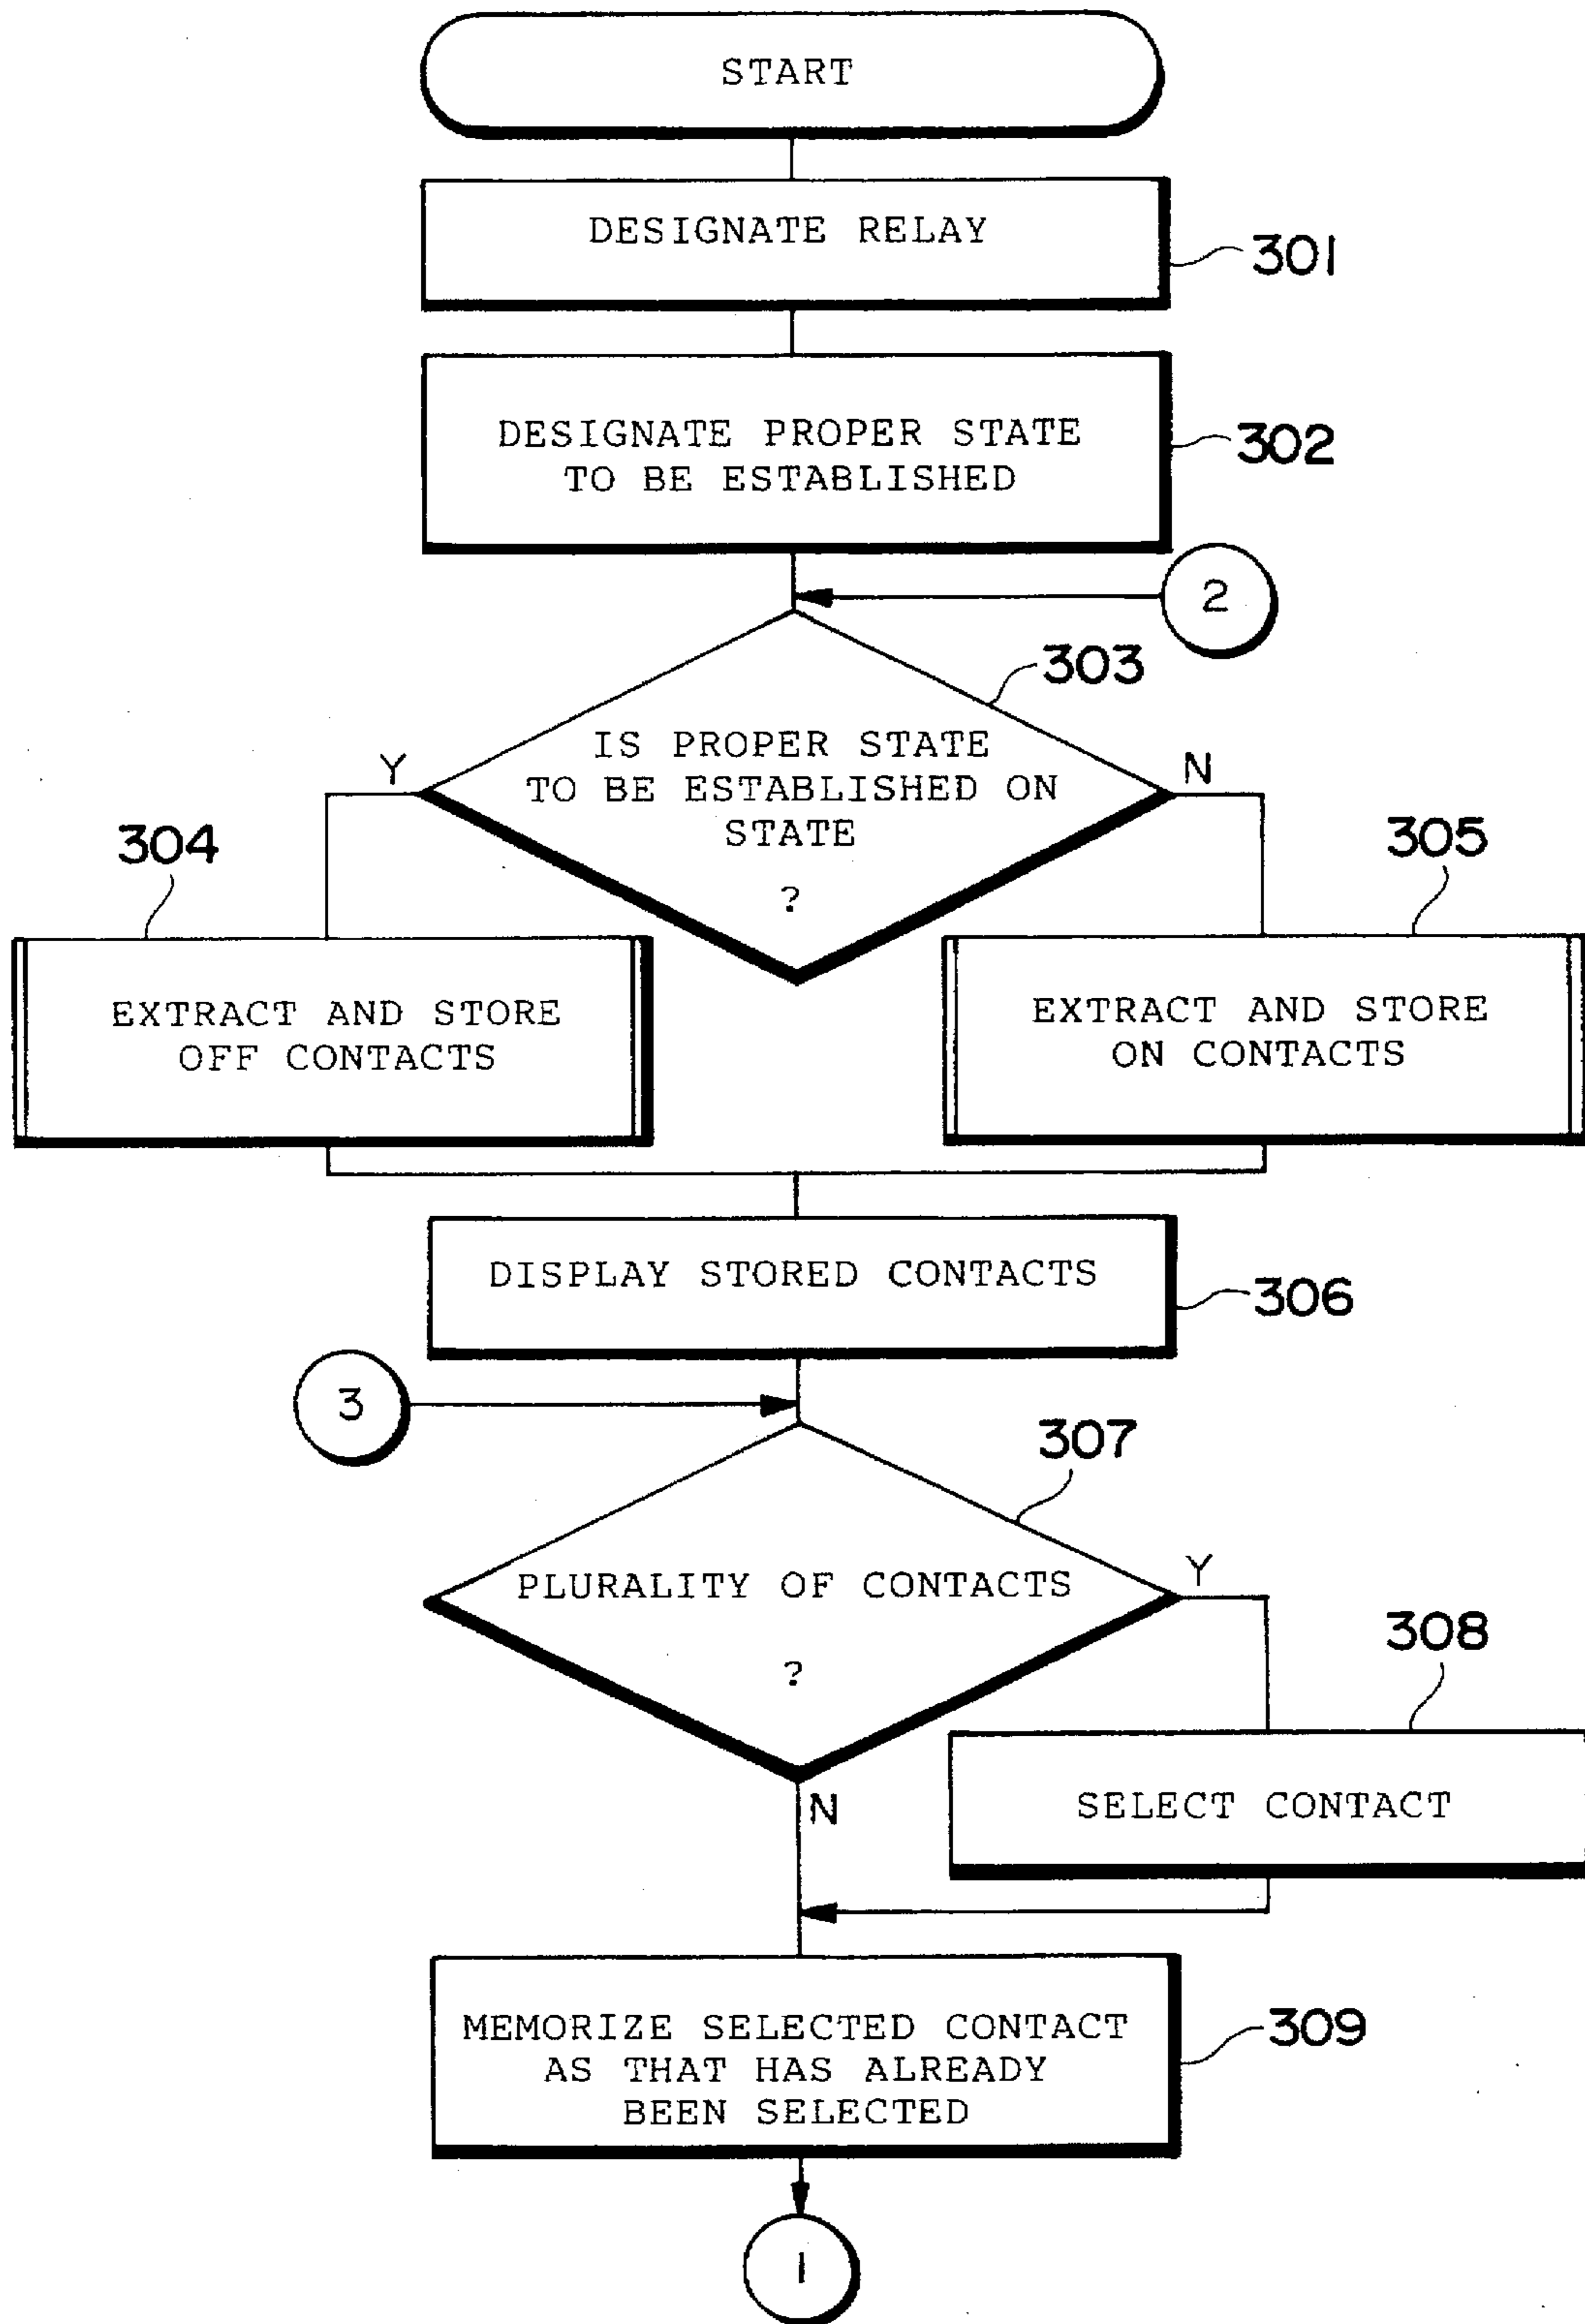 START
DESIGNATE RELAY
301
DESIGNATE PROPER STATE
TO BE ESTABLISHED
302
2
303
IS PROPER STATE
TO BE ESTABLISHED ON
STATE
?
Y
N
304
305
EXTRACT AND STORE
OFF CONTACTS
EXTRACT AND STORE
ON CONTACTS
DISPLAY STORED CONTACTS
306
3
307
PLURALITY OF CONTACTS
?
Y
N
308
SELECT CONTACT
MEMORIZE SELECTED CONTACT
AS THAT HAS ALREADY
BEEN SELECTED
309
1